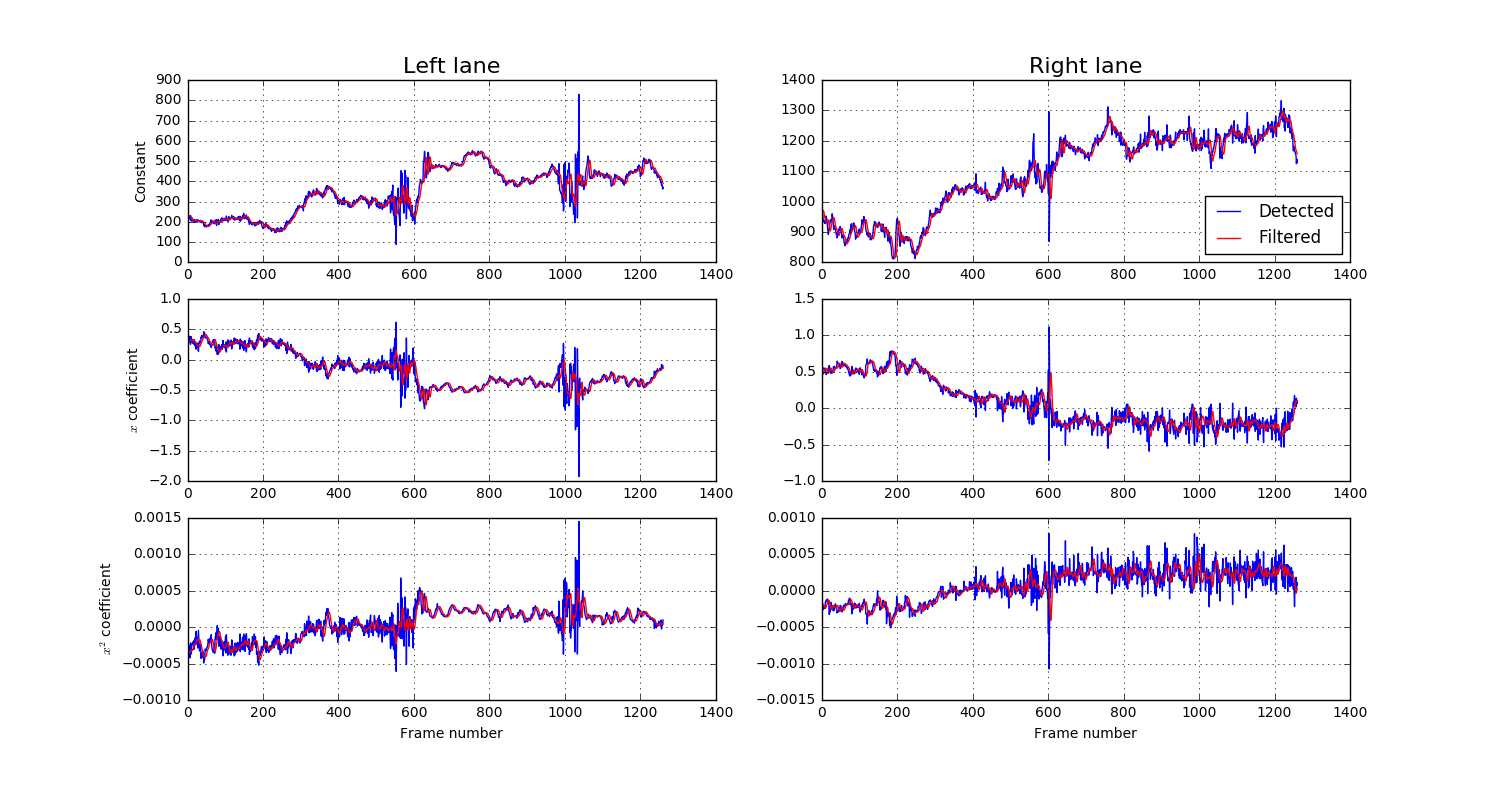 Left lane
Constant
900
800
700
600
500
400
300
200
100
0
0 200 400 600 800 1000 1200 1400
Right lane
1400
1300
1200
1100
1000
900
800
0 200 400 600 800 1000 1200 1400
Detected
Filtered
x coefficient
1.0
0.5
0.0
−0.5
−1.0
−1.5
−2.0
0 200 400 600 800 1000 1200 1400
1.5
1.0
0.5
0.0
−0.5
−1.0
0 200 400 600 800 1000 1200 1400
x² coefficient
0.0015
0.0010
0.0005
0.0000
−0.0005
−0.0010
0 200 400 600 800 1000 1200 1400
Frame number
0.0010
0.0005
0.0000
−0.0005
−0.0010
−0.0015
0 200 400 600 800 1000 1200 1400
Frame number